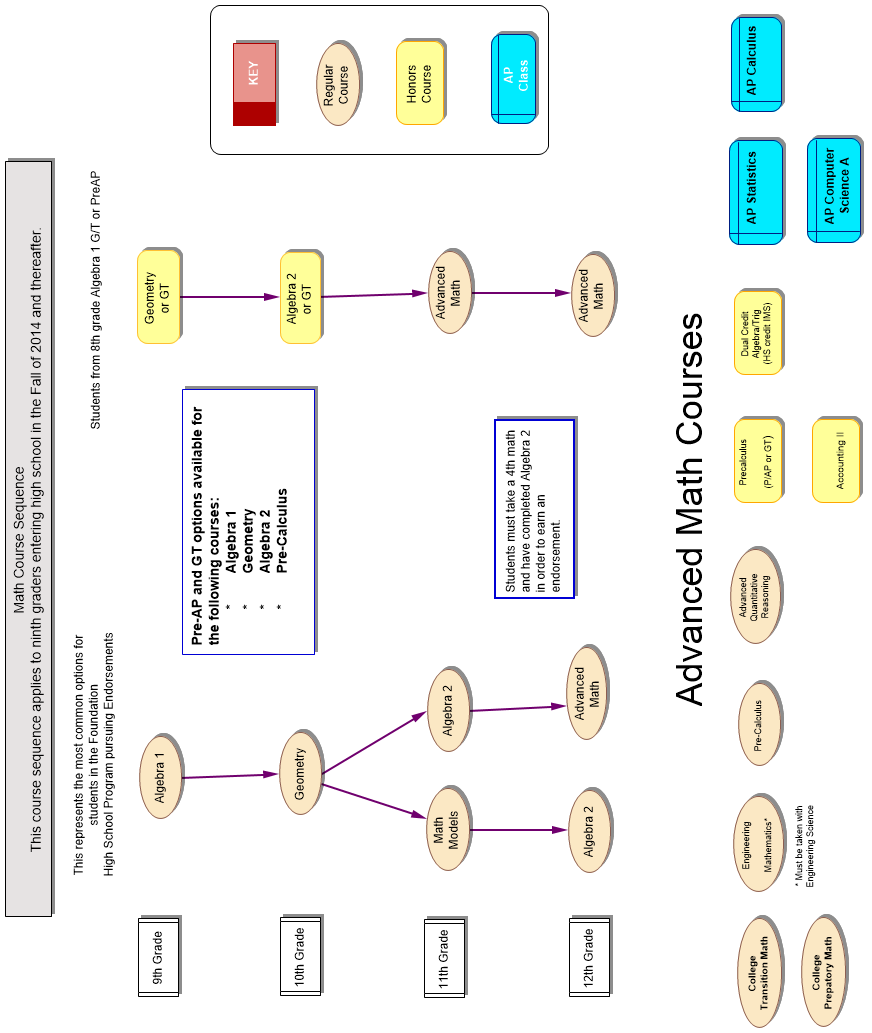 Math Course Sequence
This course sequence applies to ninth graders entering high school in the Fall of 2014 and thereafter.
This represents the most common options for
students in the Foundation
High School Program pursuing Endorsements
Students from 8th grade Algebra 1 G/T or PreAP
KEY
Regular
Course
Honors
Course
AP
Class
9th Grade
Algebra 1
Geometry
or GT
Pre-AP and GT options available for
the following courses:
* Algebra 1
* Geometry
* Algebra 2
* Pre-Calculus
10th Grade
Geometry
Algebra 2
or GT
11th Grade
Math
Models
Algebra 2
Advanced
Math
Students must take a 4th math
and have completed Algebra 2
in order to earn an
endorsement.
12th Grade
Algebra 2
Advanced
Math
Advanced
Math
Advanced Math Courses
College
Transition Math
Engineering
Mathematics*
Pre-Calculus
Advanced
Quantitative
Reasoning
Precalculus
(P/AP or GT)
Dual Credit
Algebra/Trig
(HS credit IMS)
AP Statistics
AP Calculus
* Must be taken with
Engineering Science
College
Prepatory Math
Accounting II
AP Computer
Science A